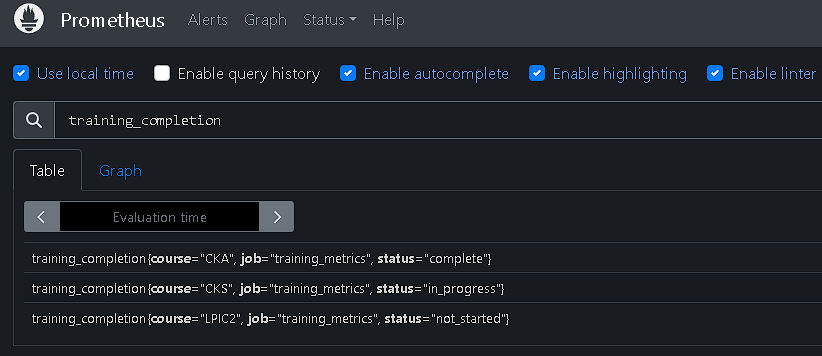 Prometheus Alerts Graph Status Help
Use local time Enable query history Enable autocomplete Enable highlighting Enable linter
training_completion
Table Graph
Evaluation time
training_completion{course="CKA", job="training_metrics", status="complete"}
training_completion{course="CKS", job="training_metrics", status="in_progress"}
training_completion{course="LPIC2", job="training_metrics", status="not_started"}